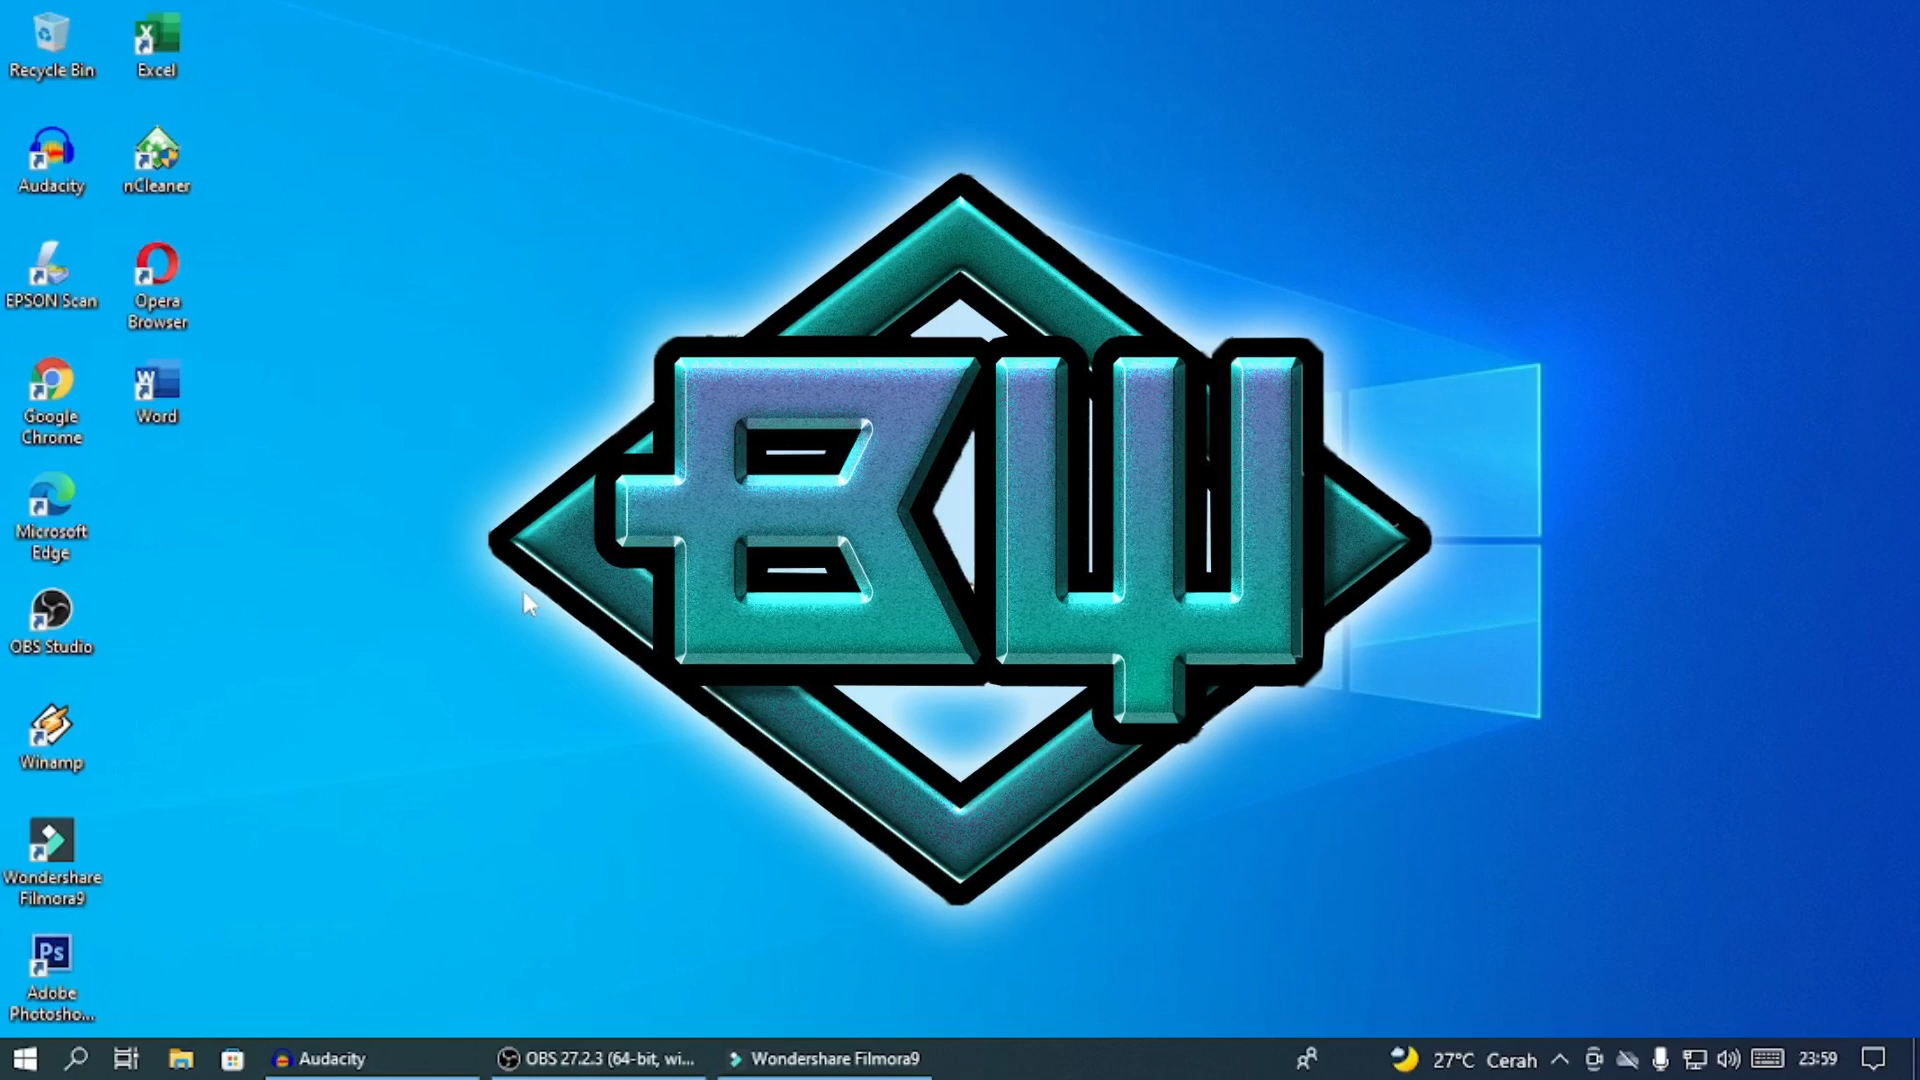 Recycle Bin
Excel
Audacity
nCleaner
EPSON Scan
Opera
Browser
Google
Chrome
Word
Microsoft
Edge
OBS Studio
Winamp
Wondershare
Filmora9
Ps
Adobe
Photosho...
BW
Audacity
OBS 27.2.3 (64-bit, wi...
Wondershare Filmora9
27°C Cerah
23:59